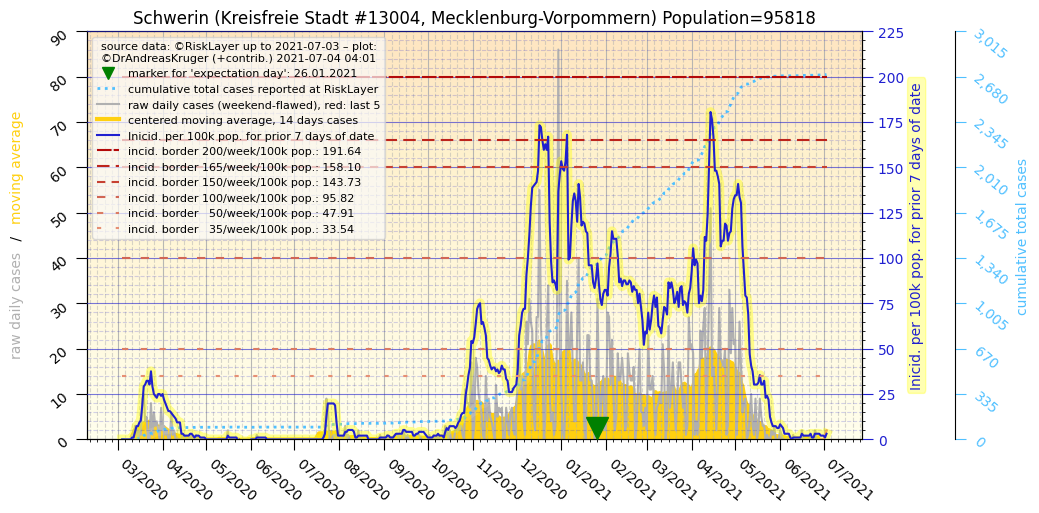 Schwerin (Kreisfreie Stadt #13004, Mecklenburg-Vorpommern) Population=95818
source data: ©RiskLayer up to 2021-07-03 – plot:
©DrAndreasKruger (+contrib.) 2021-07-04 04:01
marker for 'expectation day': 26.01.2021
cumulative total cases reported at RiskLayer
raw daily cases (weekend-flawed), red: last 5
centered moving average, 14 days cases
Inicid. per 100k pop. for prior 7 days of date
incid. border 200/week/100k pop.: 191.64
incid. border 165/week/100k pop.: 158.10
incid. border 150/week/100k pop.: 143.73
incid. border 100/week/100k pop.: 95.82
incid. border 50/week/100k pop.: 47.91
incid. border 35/week/100k pop.: 33.54
raw daily cases / moving average
90
80
70
60
50
40
30
20
10
0
225
200
175
150
125
100
75
50
25
0
Inicid. per 100k pop. for prior 7 days of date
3,015
2,680
2,345
2,010
1,675
1,340
1,005
670
335
0
cumulative total cases
03/2020
04/2020
05/2020
06/2020
07/2020
08/2020
09/2020
10/2020
11/2020
12/2020
01/2021
02/2021
03/2021
04/2021
05/2021
06/2021
07/2021